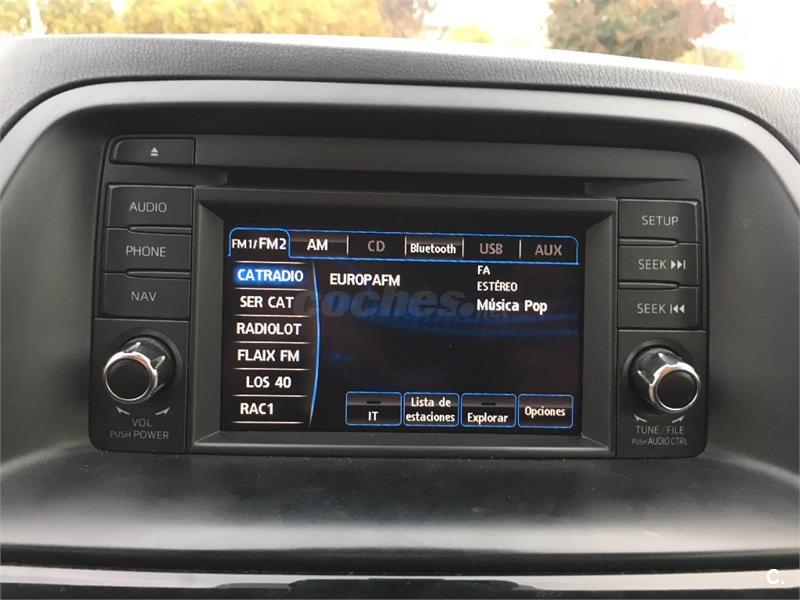 AUDIO
PHONE
NAV
VOL
PUSH POWER
FM1/FM2 AM CD Bluetooth USB AUX
CATRADIO
SER CAT
RADIOLOT
FLAIX FM
LOS 40
RAC1
EUROPAFM
FA
ESTÉREO
Música Pop
IT
Lista de
estaciones
Explorar
Opciones
SETUP
SEEK
SEEK
TUNE/FILE
PUSH AUDIO CTRL
coches.net
C.